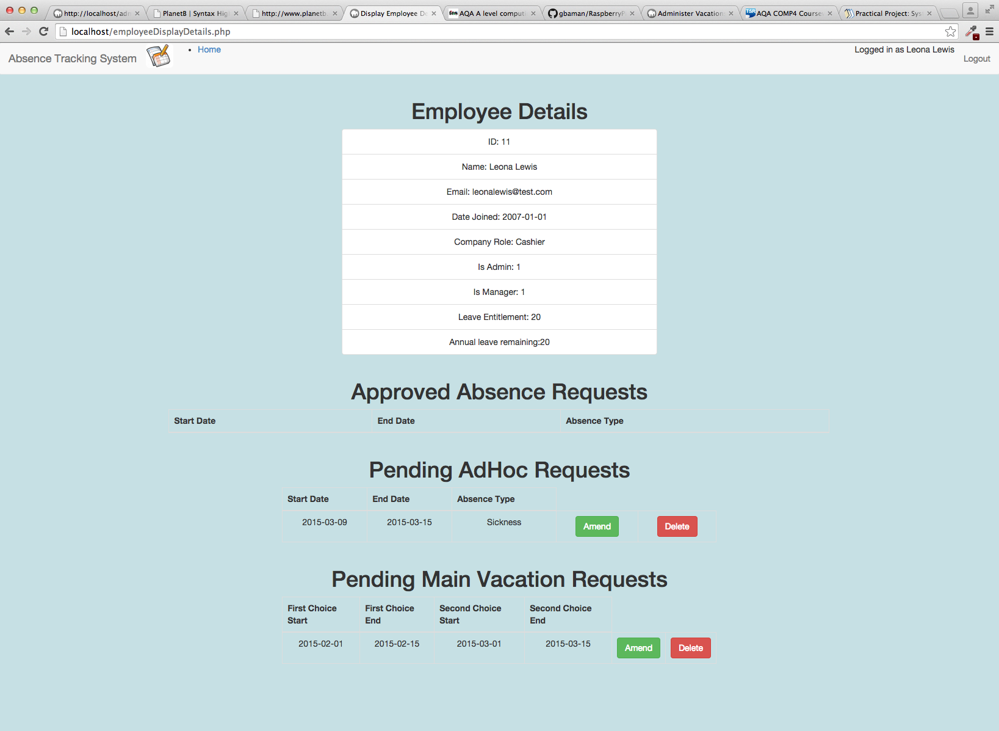 http://localhost/adm
PlanetB | Syntax Hig
http://www.planetb.
Display Employee De
tes AQA A level computi
gbaman/RaspberryP
Administer Vacation
TSR AQA COMP4 Course
Practical Project: Sys
localhost/employeeDisplayDetails.php
Absence Tracking System
• Home
Logged in as Leona Lewis
Logout
Employee Details
ID: 11
Name: Leona Lewis
Email: leonalewis@test.com
Date Joined: 2007-01-01
Company Role: Cashier
Is Admin: 1
Is Manager: 1
Leave Entitlement: 20
Annual leave remaining:20
Approved Absence Requests
Start Date End Date Absence Type
Pending AdHoc Requests
Start Date End Date Absence Type
2015-03-09 2015-03-15 Sickness Amend Delete
Pending Main Vacation Requests
First Choice Start First Choice End Second Choice Start Second Choice End
2015-02-01 2015-02-15 2015-03-01 2015-03-15 Amend Delete